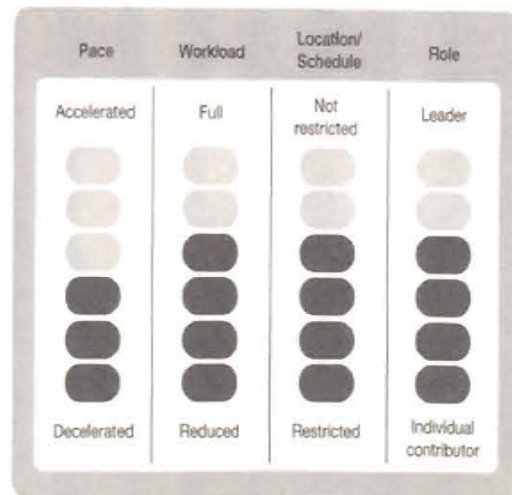 Pace Workload Location/
Schedule Role
Accelerated Full Not
restricted Leader
Decelerated Reduced Restricted Individual
contributor